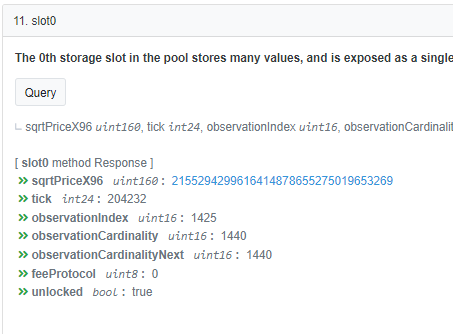 11. slot0
The 0th storage slot in the pool stores many values, and is exposed as a single
Query
sqrtPriceX96 uint160, tick int24, observationIndex uint16, observationCardinali
[ slot0 method Response ]
sqrtPriceX96 uint160 : 2155294299616414878655275019653269
tick int24 : 204232
observationIndex uint16 : 1425
observationCardinality uint16 : 1440
observationCardinalityNext uint16 : 1440
feeProtocol uint8 : 0
unlocked bool : true